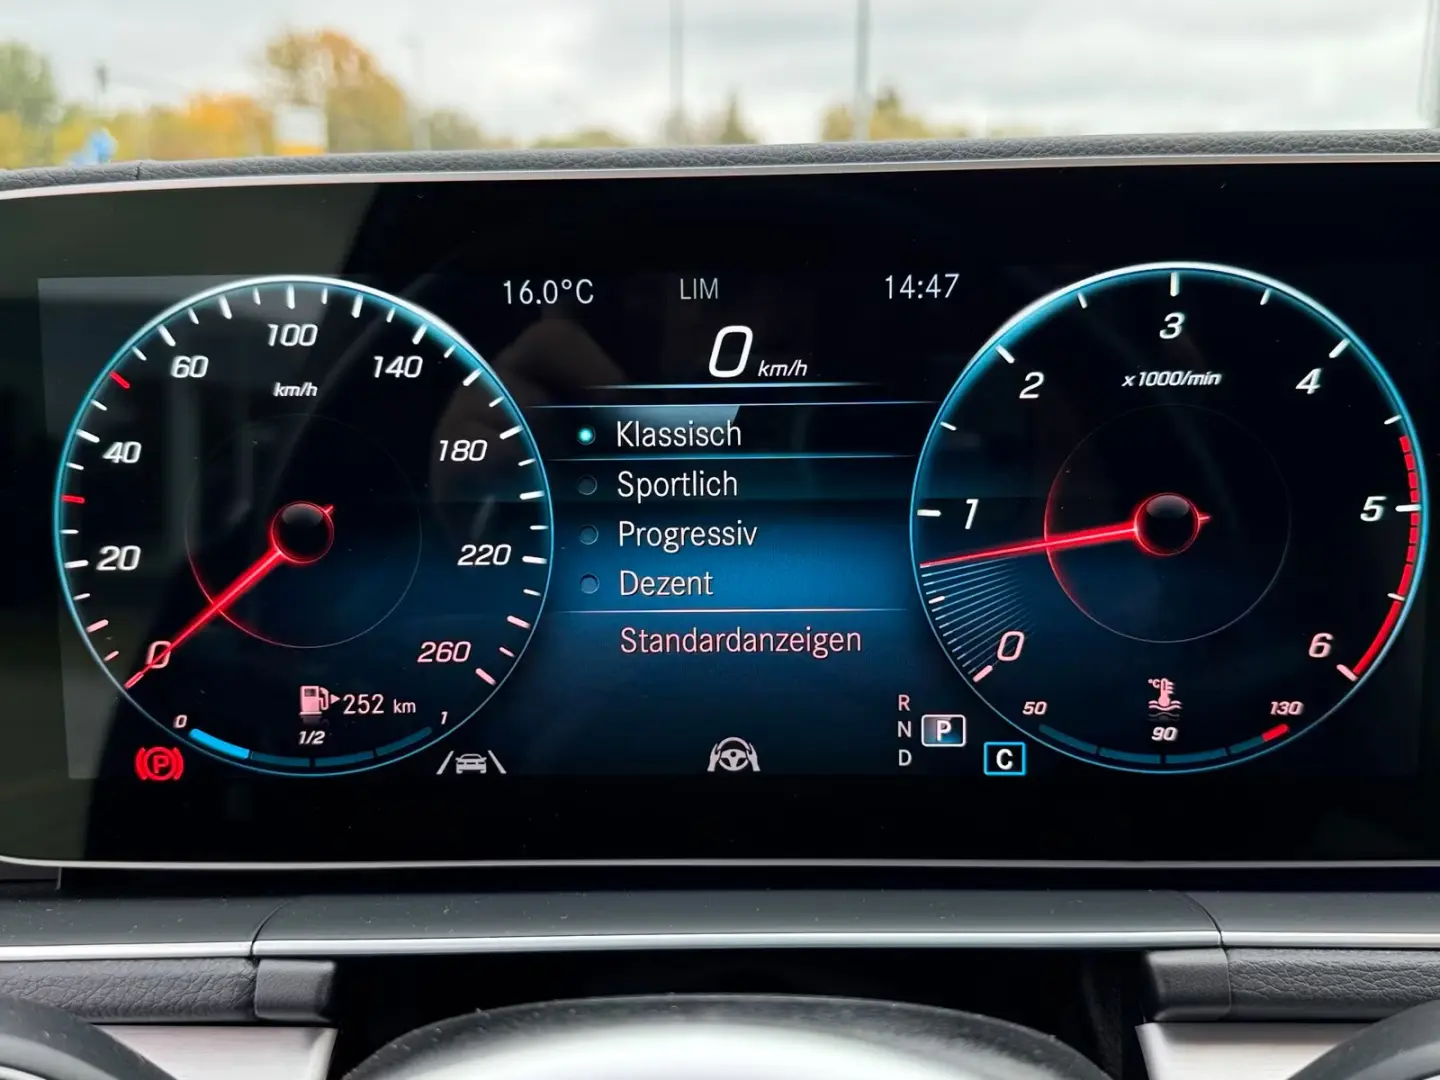 16.0°C LIM 14:47
0 km/h
Klassisch
Sportlich
Progressiv
Dezent
Standardanzeigen
0
20
40
60
100
140
180
220
260
km/h
252 km
0 1/2 1
P
0
1
2
3
4
5
6
x1000/min
R
N P
D
C
°C
50 90 130